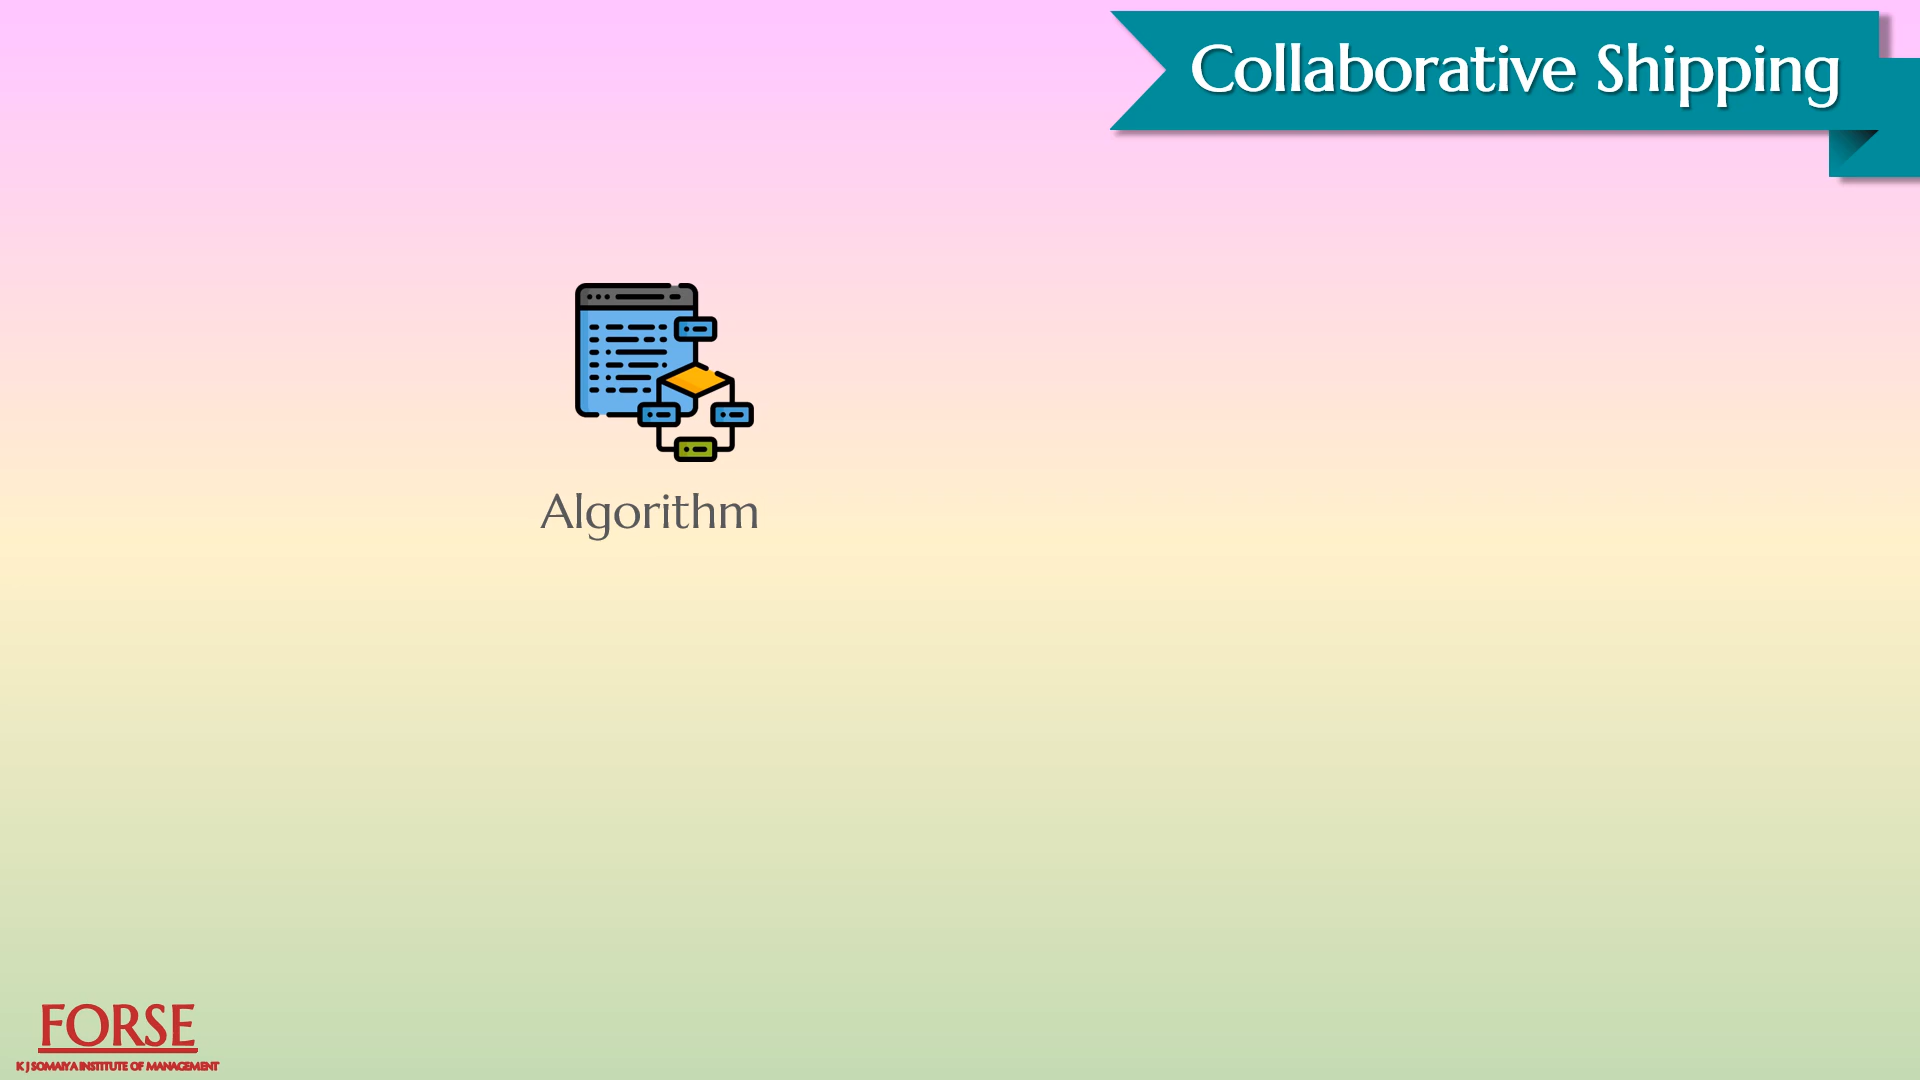 Collaborative Shipping
Algorithm
FORSE
K J SOMAIYA INSTITUTE OF MANAGEMENT